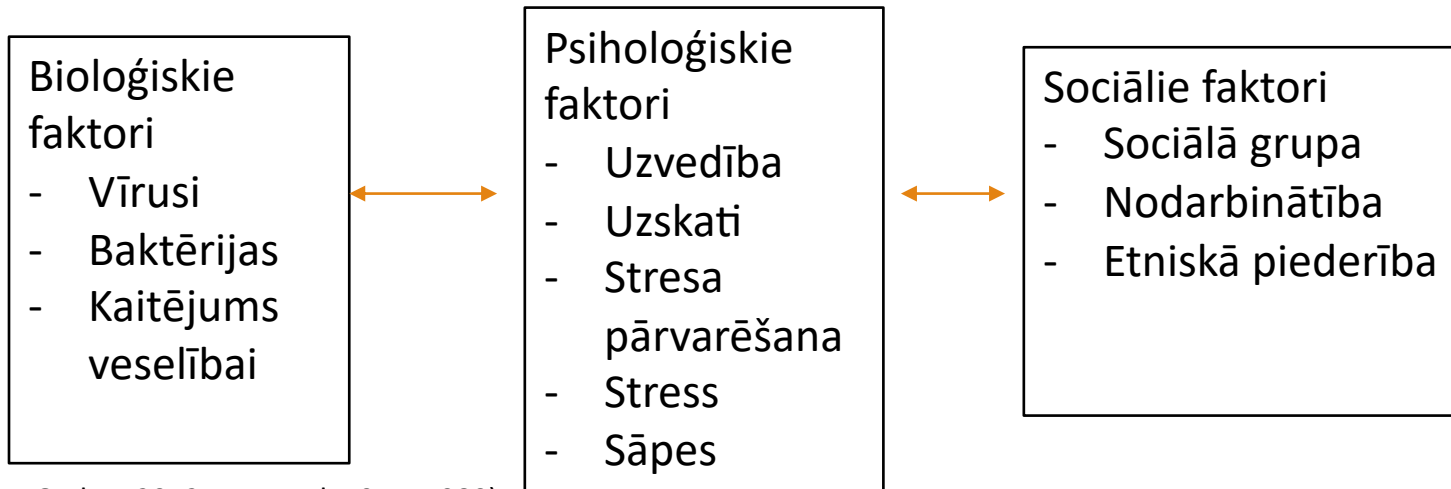 Bioloģiskie
faktori
- Vīrusi
- Baktērijas
- Kaitējums
veselībai
Psiholoģiskie
faktori
- Uzvedība
- Uzskati
- Stresa
pārvarēšana
- Stress
- Sāpes
Sociālie faktori
- Sociālā grupa
- Nodarbinātība
- Etniskā piederība